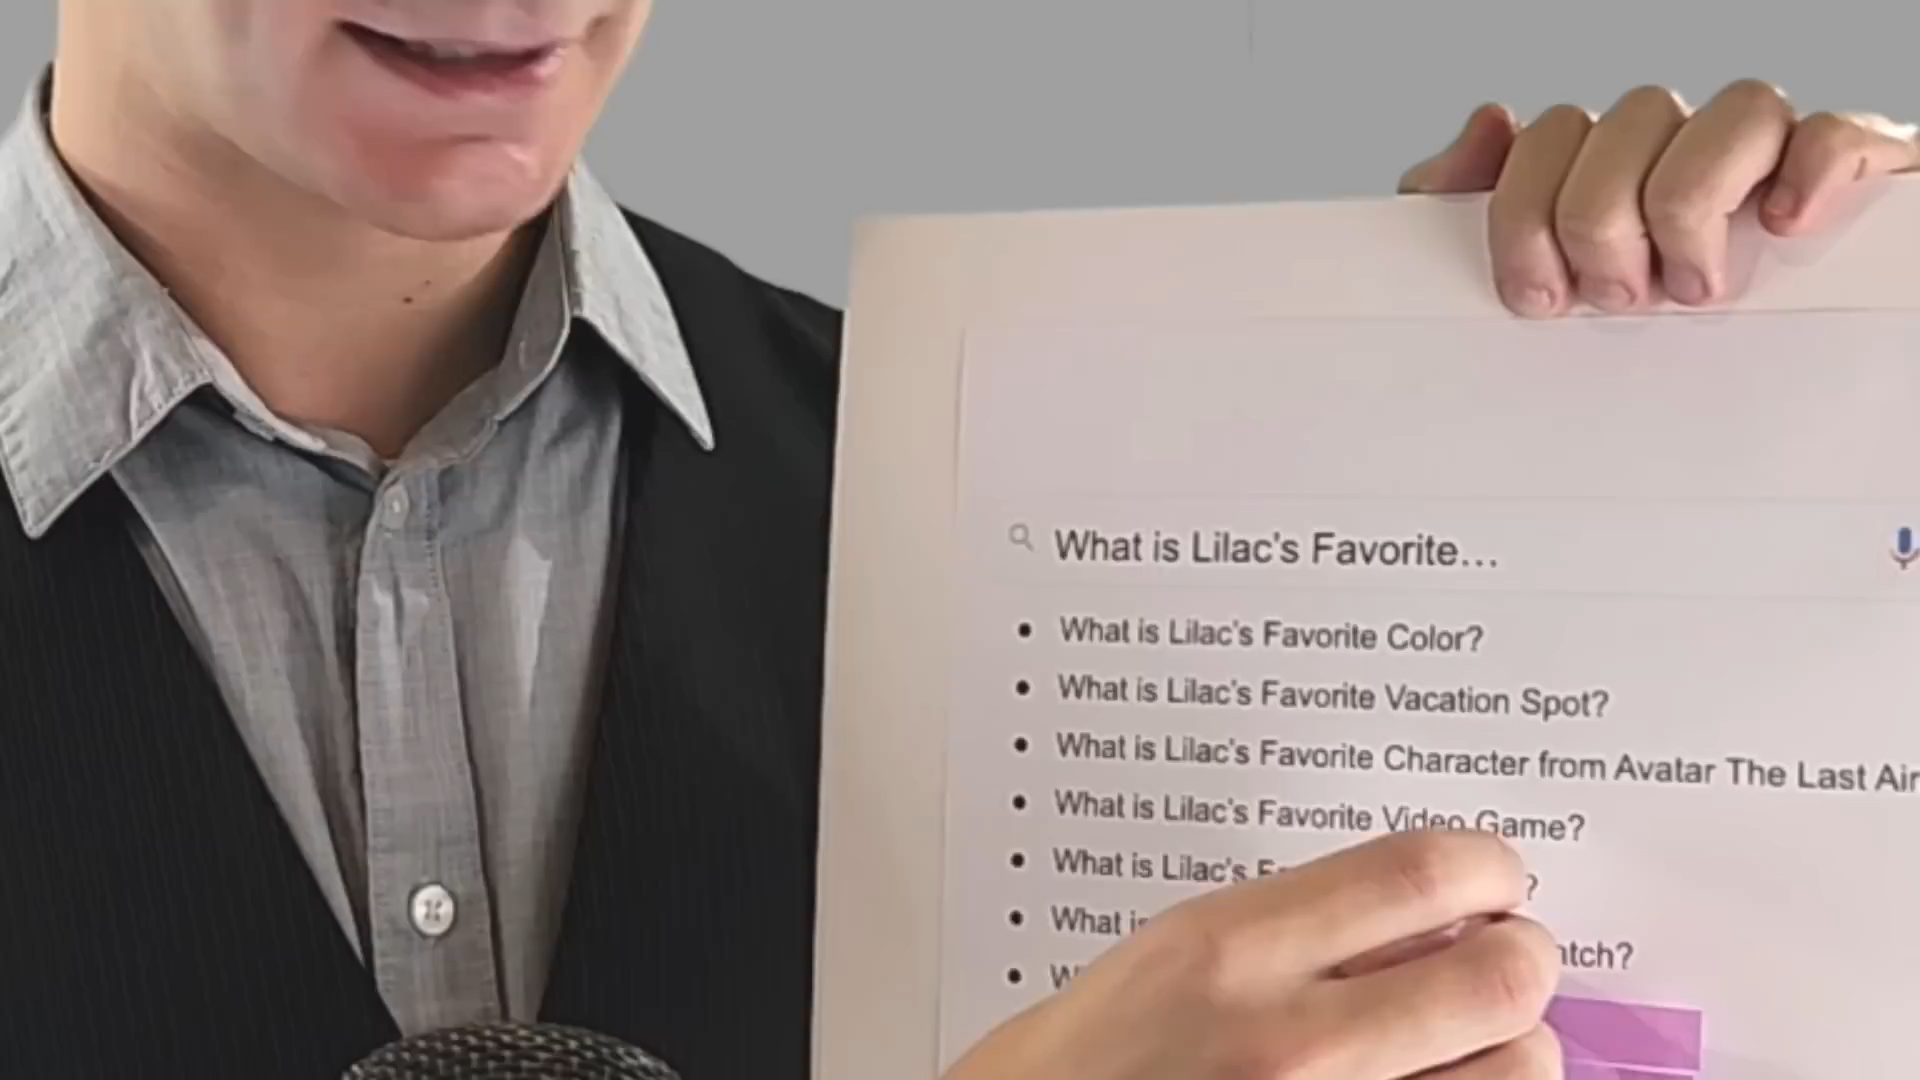 What is Lilac's Favorite...
What is Lilac's Favorite Color?
What is Lilac's Favorite Vacation Spot?
What is Lilac's Favorite Character from Avatar The Last Air
What is Lilac's Favorite Video Game?
What is Lilac's
What is